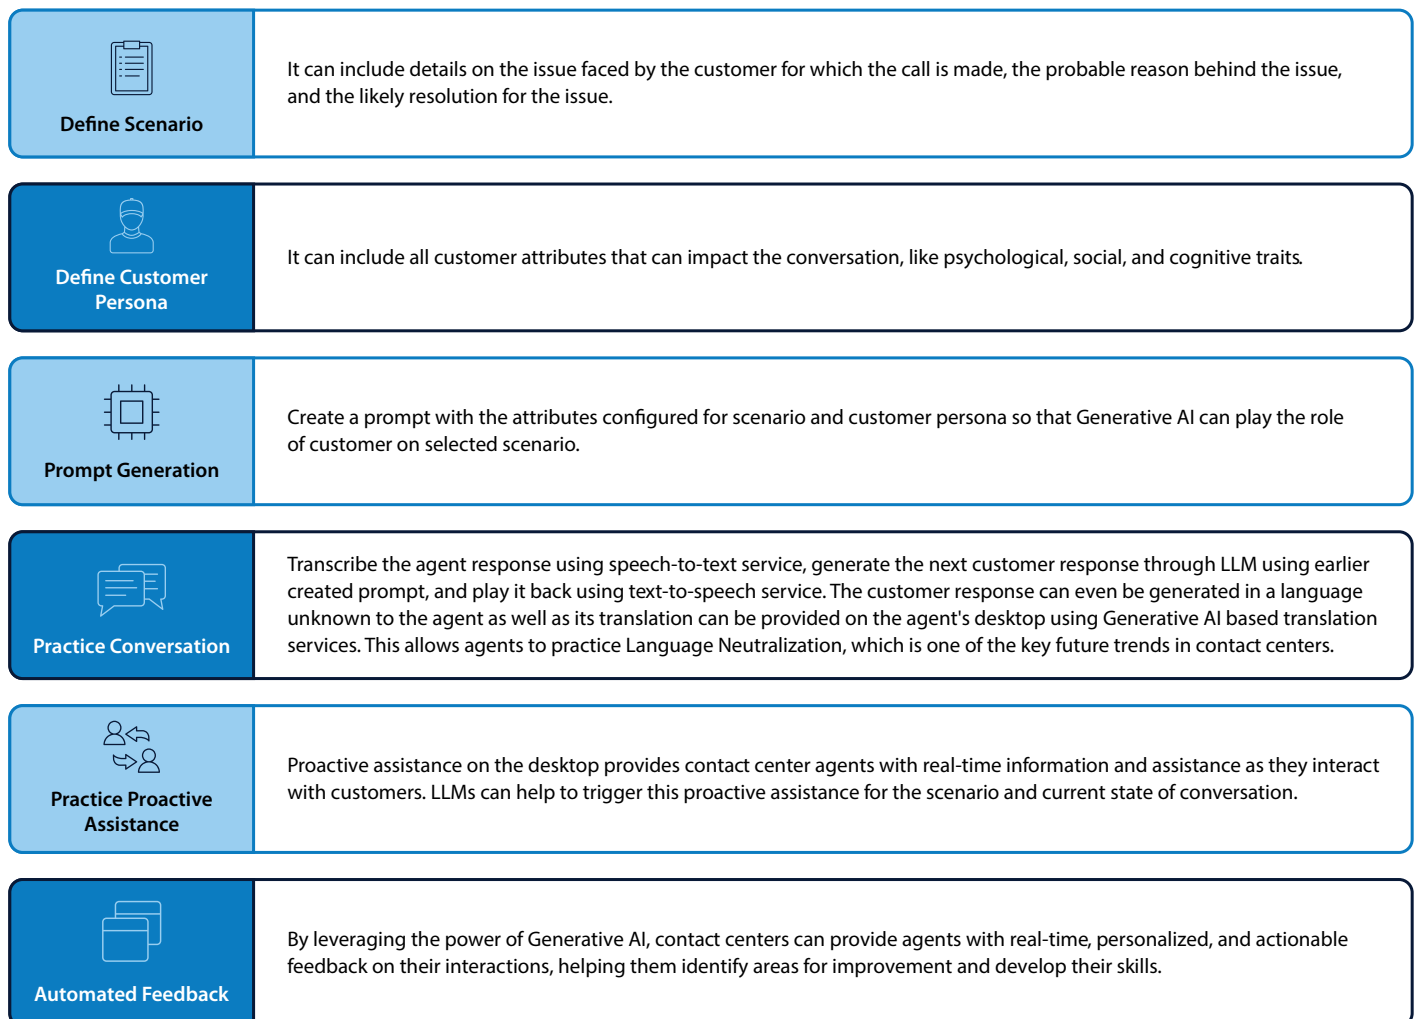 Define Scenario
It can include details on the issue faced by the customer for which the call is made, the probable reason behind the issue,
and the likely resolution for the issue.
Define Customer
Persona
It can include all customer attributes that can impact the conversation, like psychological, social, and cognitive traits.
Prompt Generation
Create a prompt with the attributes configured for scenario and customer persona so that Generative AI can play the role
of customer on selected scenario.
Practice Conversation
Transcribe the agent response using speech-to-text service, generate the next customer response through LLM using earlier
created prompt, and play it back using text-to-speech service. The customer response can even be generated in a language
unknown to the agent as well as its translation can be provided on the agent's desktop using Generative AI based translation
services. This allows agents to practice Language Neutralization, which is one of the key future trends in contact centers.
Practice Proactive
Assistance
Proactive assistance on the desktop provides contact center agents with real-time information and assistance as they interact
with customers. LLMs can help to trigger this proactive assistance for the scenario and current state of conversation.
Automated Feedback
By leveraging the power of Generative AI, contact centers can provide agents with real-time, personalized, and actionable
feedback on their interactions, helping them identify areas for improvement and develop their skills.